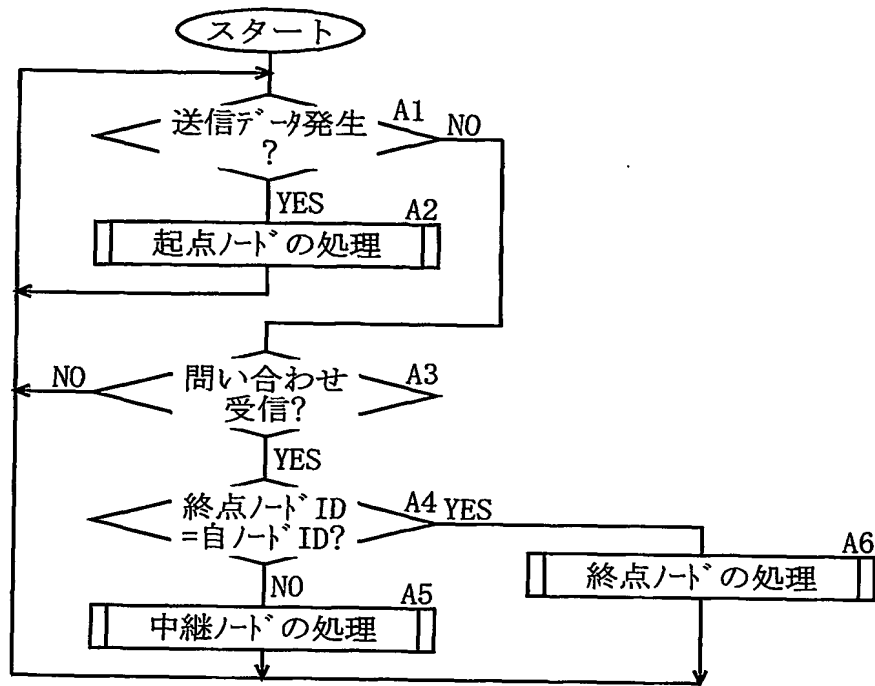 スタート
送信データ発生
?
A1
NO
YES
A2
起点ノードの処理
問い合わせ
受信?
A3
NO
YES
終点ノードID
=自ノードID?
A4
YES
NO
A5
中継ノードの処理
A6
終点ノードの処理